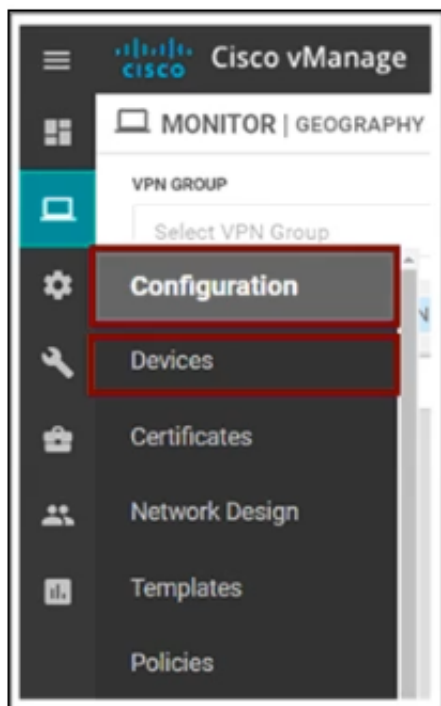 CISCO Cisco vManage
MONITOR | GEOGRAPHY
VPN GROUP
Select VPN Group
Configuration
Devices
Certificates
Network Design
Templates
Policies